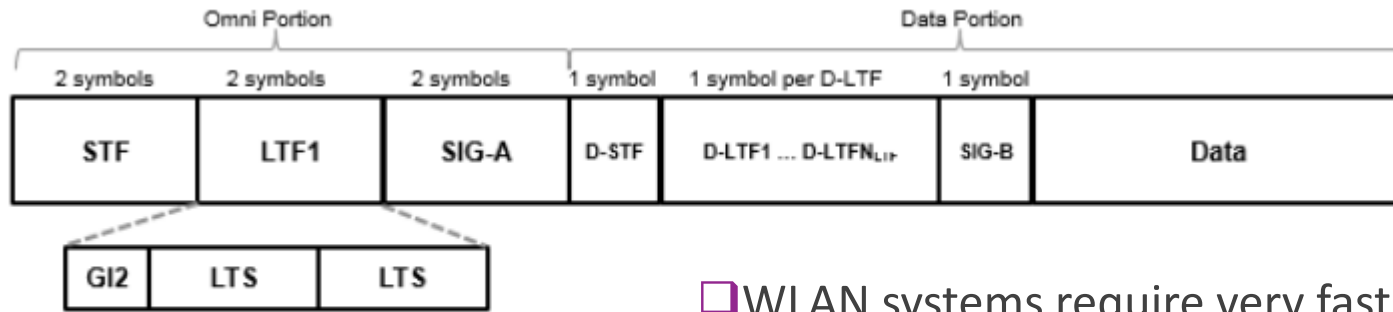 Omni Portion Data Portion
2 symbols 2 symbols 2 symbols 1 symbol 1 symbol per D-LTF 1 symbol
STF LTF1 SIG-A D-STF D-LTF1 ... D-LTFN_LTF SIG-B Data
GI2 LTS LTS
WLAN systems require very fast